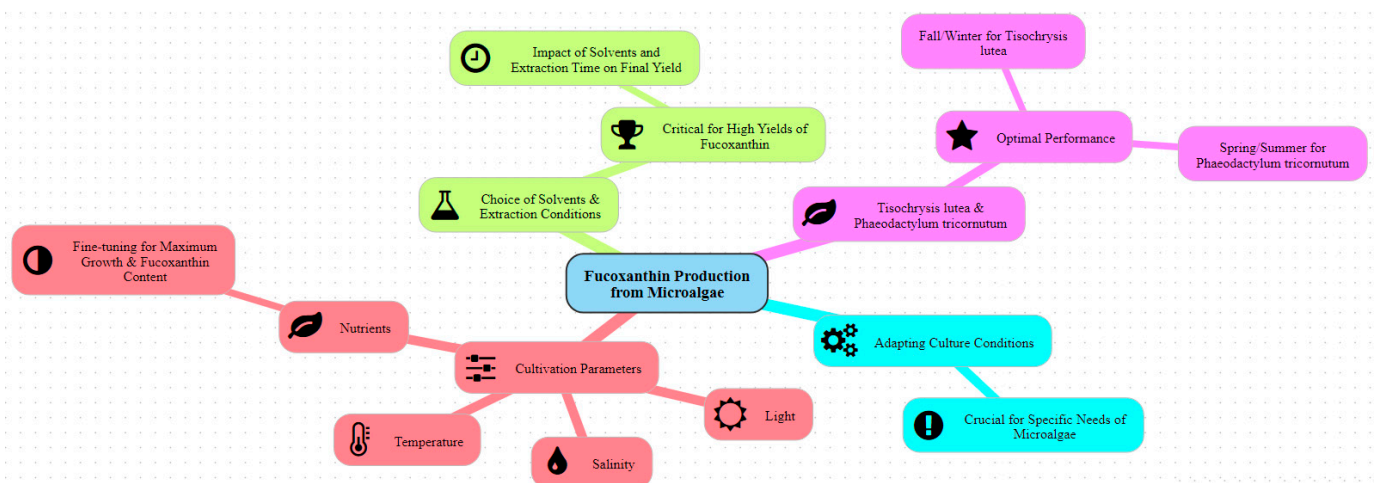 Impact of Solvents and
Extraction Time on Final Yield
Critical for High Yields of
Fucoxanthin
Choice of Solvents &
Extraction Conditions
Fall/Winter for Tisochrysis
lutea
Optimal Performance
Spring/Summer for
Phaeodactylum tricornutum
Tisochrysis lutea &
Phaeodactylum tricornutum
Fine-tuning for Maximum
Growth & Fucoxanthin
Content
Nutrients
Fucoxanthin Production
from Microalgae
Cultivation Parameters
Temperature
Salinity
Light
Adapting Culture Conditions
Crucial for Specific Needs of
Microalgae